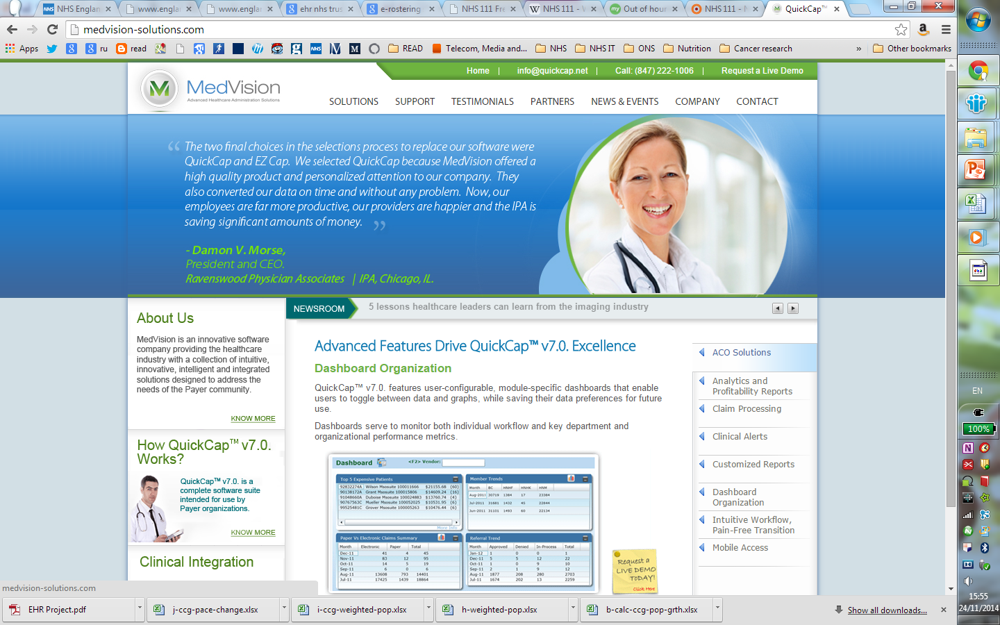 NHS Englan
www.engla
www.englar
ehr nhs trus
e-rostering
NHS 111 Fre
NHS 111 - W
Out of hour
NHS 111 - N
QuickCap™
medvision-solutions.com
Apps
ru
read
READ
Telecom, Media and...
NHS
NHS IT
ONS
Nutrition
Cancer research
»
Other bookmarks
Home | info@quickcap.net | Call: (847) 222-1006 | Request a Live Demo
MedVision
Advanced Healthcare Administration Solutions
SOLUTIONS SUPPORT TESTIMONIALS PARTNERS NEWS & EVENTS COMPANY CONTACT
“ The two final choices in the selections process to replace our software were
QuickCap and EZ Cap. We selected QuickCap because MedVision offered a
high quality product and personalized attention to our company. They
also converted our data on time and without any problem. Now, our
employees are far more productive, our providers are happier and the IPA is
saving significant amounts of money. ”
- Damon V. Morse,
President and CEO.
Ravenswood Physician Associates | IPA, Chicago, IL.
NEWSROOM
5 lessons healthcare leaders can learn from the imaging industry
About Us
MedVision is an innovative software
company providing the healthcare
industry with a collection of intuitive,
innovative, intelligent and integrated
solutions designed to address the
needs of the Payer community.
KNOW MORE
How QuickCap™ v7.0.
Works?
QuickCap™ v7.0. is a
complete software suite
intended for use by
Payer organizations.
KNOW MORE
Clinical Integration
Advanced Features Drive QuickCap™ v7.0. Excellence
Dashboard Organization
QuickCap™ v7.0. features user-configurable, module-specific dashboards that enable
users to toggle between data and graphs, while saving their data preferences for future
use.
Dashboards serve to monitor both individual workflow and key department and
organizational performance metrics.
Dashboard
<F2> Vendor:
Top 5 Expensive Patients
92832274A Wilson Msosuite 100011666 $21155.68 (60)
90138172A Grant Msosuite 10015806 $14609.24 (16)
91048660A Duboise Msosuite 100024883 $13760.74 (4)
90767563C Mueller Msosuite 100052025 $10531.95 (6)
99525481C Grover Msosuite 100005263 $10476.44 (6)
More Info
Member Trends
Month BC HNHF HNHK HNM
Aug-2011 30719 1384 17 23384
Jul-2011 31681 1432 45 22844
Jun-2011 31101 1493 60 22134
Paper Vs Electronic Claims Summary
Month Electronic Paper Total
Dec-11 41 4 45
Nov-11 83 12 95
Oct-11 14 5 19
Sep-11 6 0 6
Aug-11 13608 793 14401
Jul-11 17425 1439 18864
Referral Trend
Month Approved Denied In-Process Total
Jan-12 1 0 0 1
Dec-11 5 5 12 22
Nov-11 2 0 12 14
Oct-11 1 0 9 10
Sep-11 2 1 9 12
Aug-11 1877 208 280 2703
Jul-11 1674 202 13 2259
REQUEST A
LIVE DEMO
TODAY!
Click Here
ACO Solutions
Analytics and
Profitability Reports
Claim Processing
Clinical Alerts
Customized Reports
Dashboard
Organization
Intuitive Workflow,
Pain-Free Transition
Mobile Access
medvision-solutions.com
EHR Project.pdf
j-ccg-pace-change.xlsx
i-ccg-weighted-pop.xlsx
h-weighted-pop.xlsx
b-calc-ccg-pop-grth.xlsx
Show all downloads...
EN
100%
15:55
24/11/2014